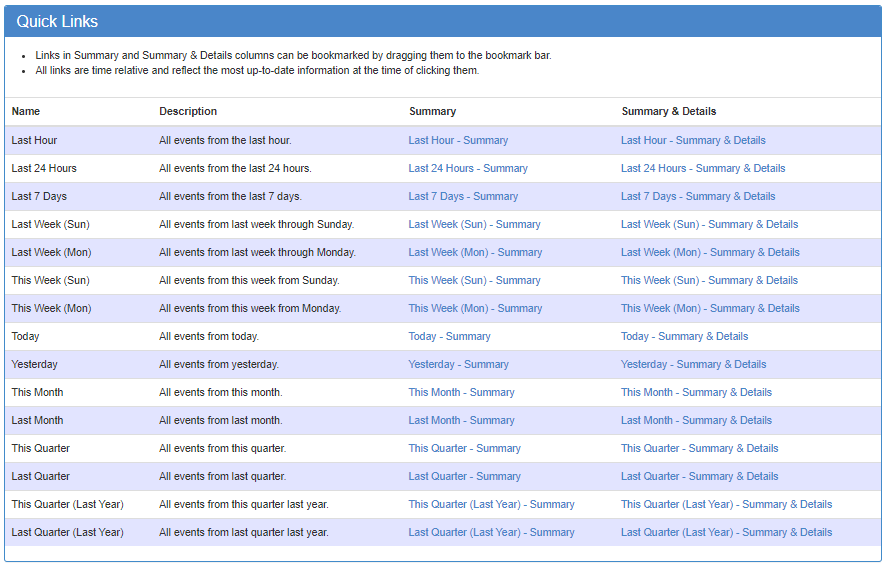 Quick Links
Links in Summary and Summary & Details columns can be bookmarked by dragging them to the bookmark bar.
All links are time relative and reflect the most up-to-date information at the time of clicking them.
Name Description Summary Summary & Details
Last Hour All events from the last hour. Last Hour - Summary Last Hour - Summary & Details
Last 24 Hours All events from the last 24 hours. Last 24 Hours - Summary Last 24 Hours - Summary & Details
Last 7 Days All events from the last 7 days. Last 7 Days - Summary Last 7 Days - Summary & Details
Last Week (Sun) All events from last week through Sunday. Last Week (Sun) - Summary Last Week (Sun) - Summary & Details
Last Week (Mon) All events from last week through Monday. Last Week (Mon) - Summary Last Week (Mon) - Summary & Details
This Week (Sun) All events from this week from Sunday. This Week (Sun) - Summary This Week (Sun) - Summary & Details
This Week (Mon) All events from this week from Monday. This Week (Mon) - Summary This Week (Mon) - Summary & Details
Today All events from today. Today - Summary Today - Summary & Details
Yesterday All events from yesterday. Yesterday - Summary Yesterday - Summary & Details
This Month All events from this month. This Month - Summary This Month - Summary & Details
Last Month All events from last month. Last Month - Summary Last Month - Summary & Details
This Quarter All events from this quarter. This Quarter - Summary This Quarter - Summary & Details
Last Quarter All events from last quarter. Last Quarter - Summary Last Quarter - Summary & Details
This Quarter (Last Year) All events from this quarter last year. This Quarter (Last Year) - Summary This Quarter (Last Year) - Summary & Details
Last Quarter (Last Year) All events from last quarter last year. Last Quarter (Last Year) - Summary Last Quarter (Last Year) - Summary & Details